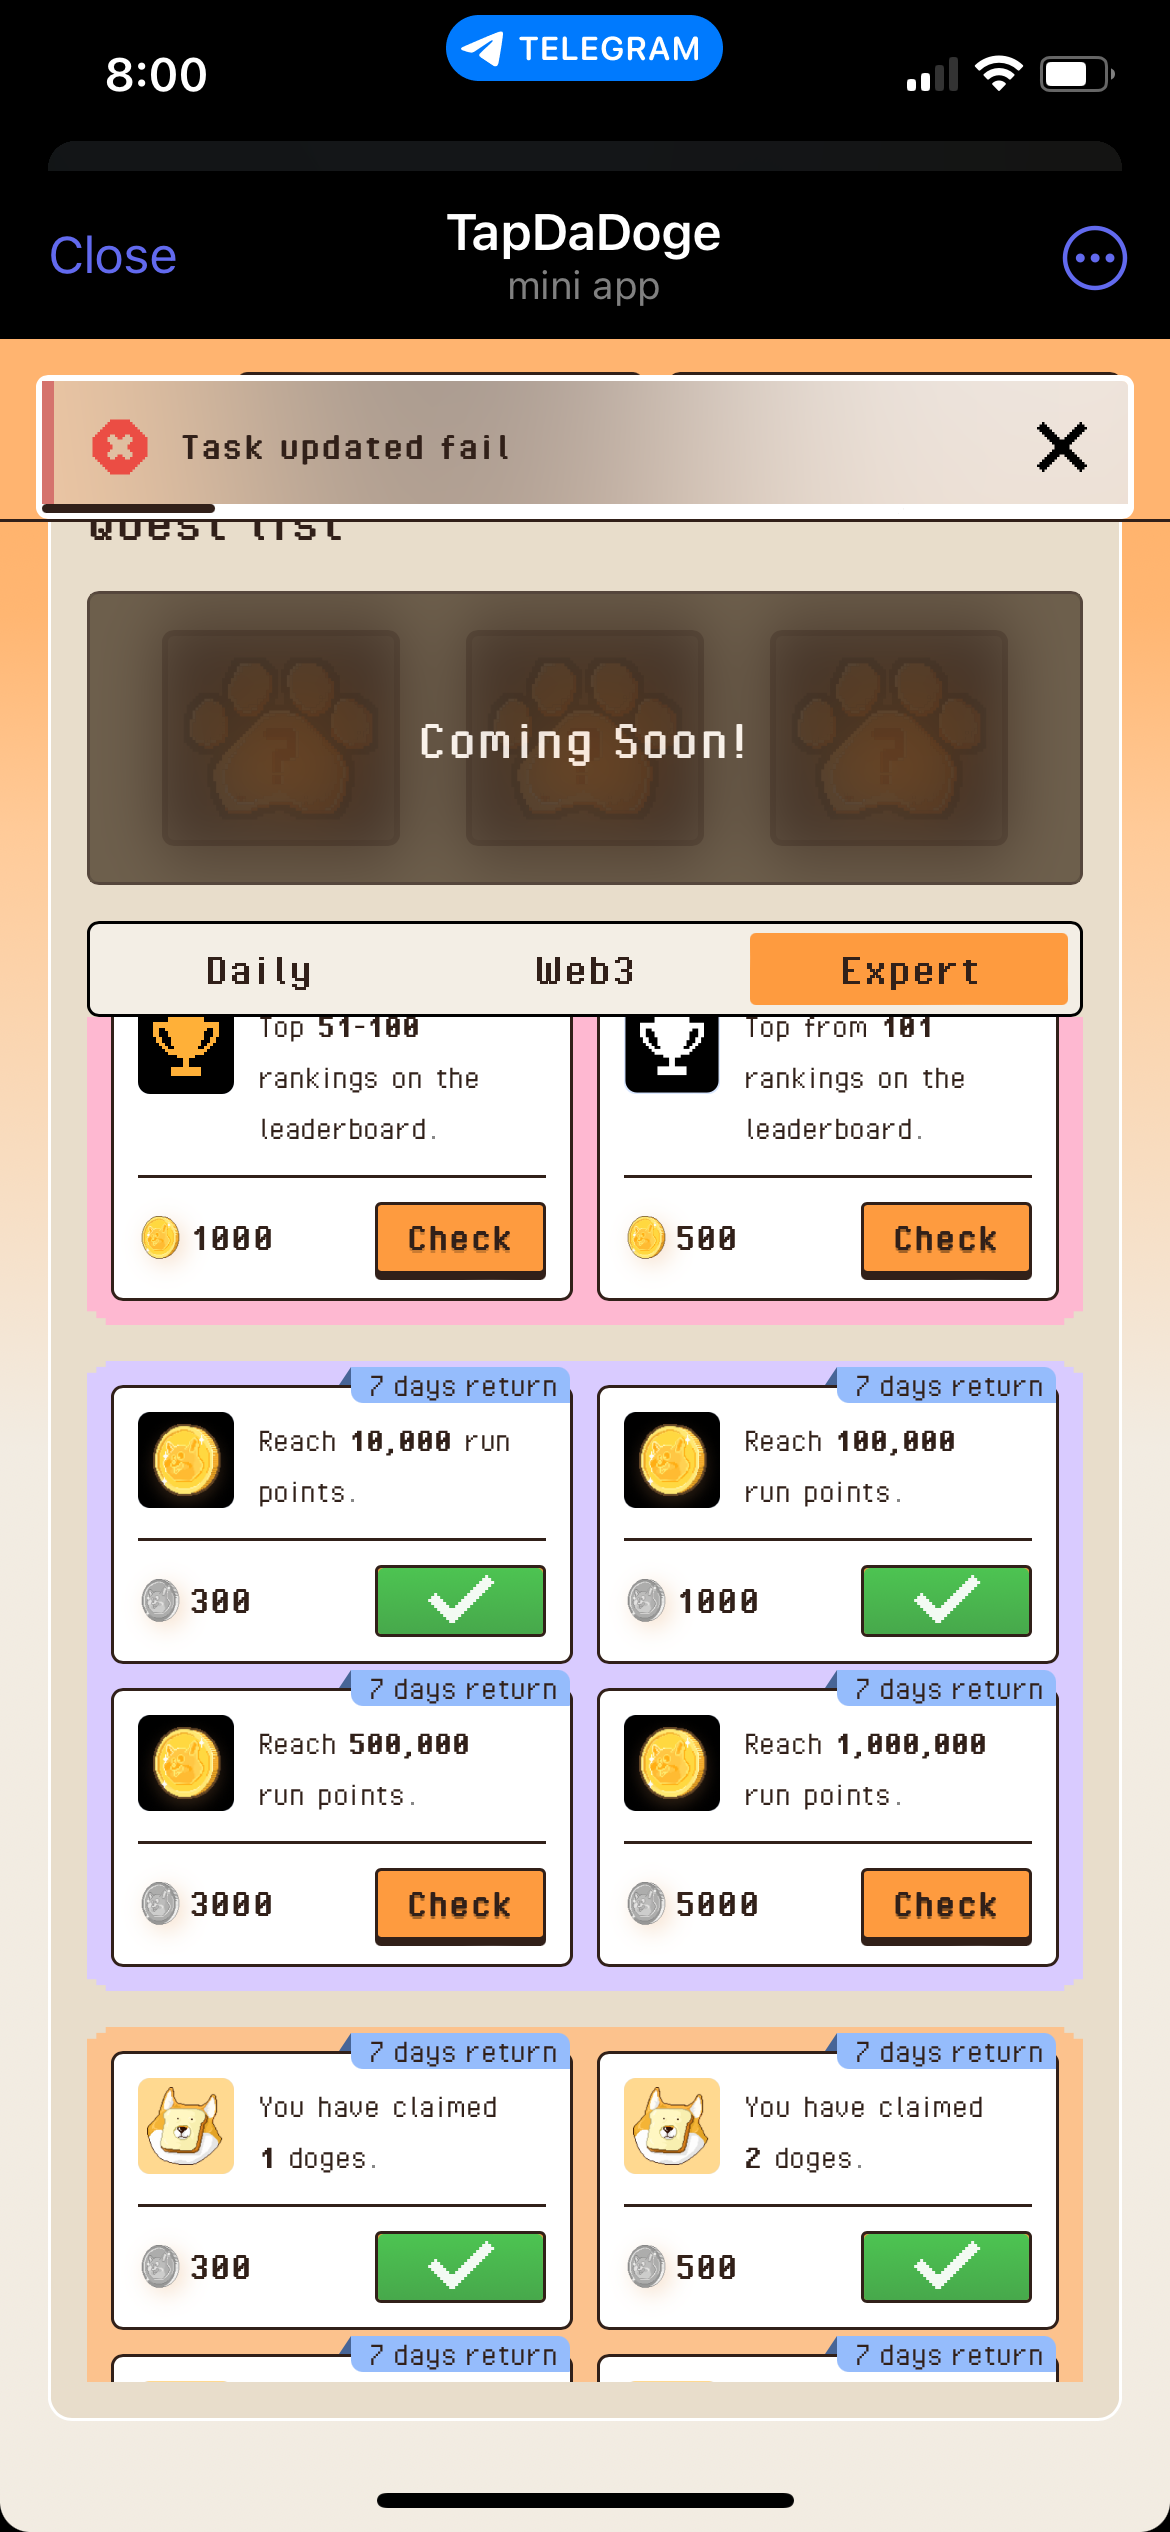 8:00
TELEGRAM
Close
TapDaDoge
mini app
Task updated fail
Quest list
Coming Soon!
Daily
Web3
Expert
Top 51-100
rankings on the
leaderboard.
1000
Check
Top from 101
rankings on the
leaderboard.
500
Check
7 days return
Reach 10,000 run
points.
300
7 days return
Reach 100,000
run points.
1000
7 days return
Reach 500,000
run points.
3000
Check
7 days return
Reach 1,000,000
run points.
5000
Check
7 days return
You have claimed
1 doges.
300
7 days return
You have claimed
2 doges.
500
7 days return
7 days return